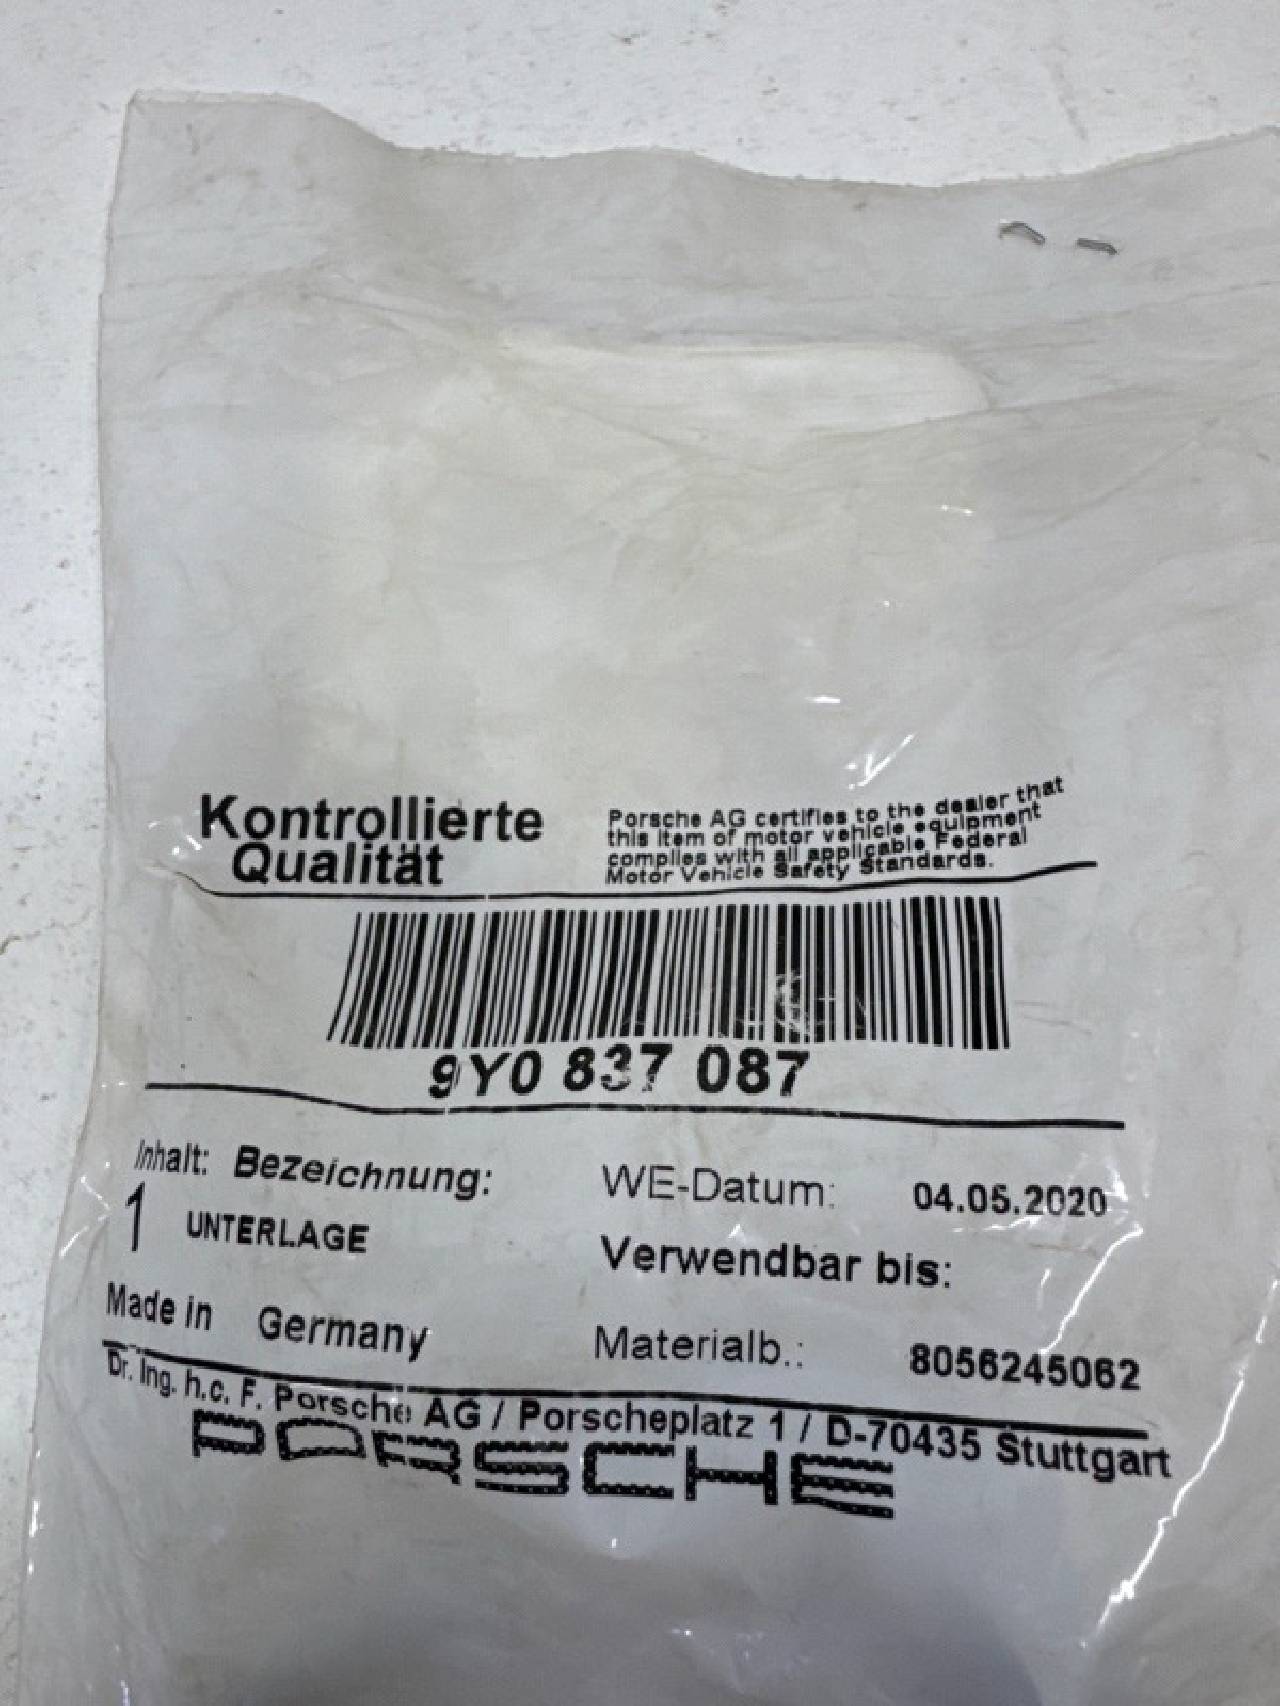 Kontrollierte
Qualität
Porsche AG certifies to the dealer that
this item of motor vehicle equipment
complies with all applicable Federal
Motor Vehicle Safety Standards.
9Y0 837 087
Inhalt: Bezeichnung: WE-Datum: 04.05.2020
1 UNTERLAGE Verwendbar bis:
Made in Germany Materialb.: 8056245062
Dr. Ing. h.c. F. Porsche AG / Porscheplatz 1 / D-70435 Stuttgart
PORSCHE